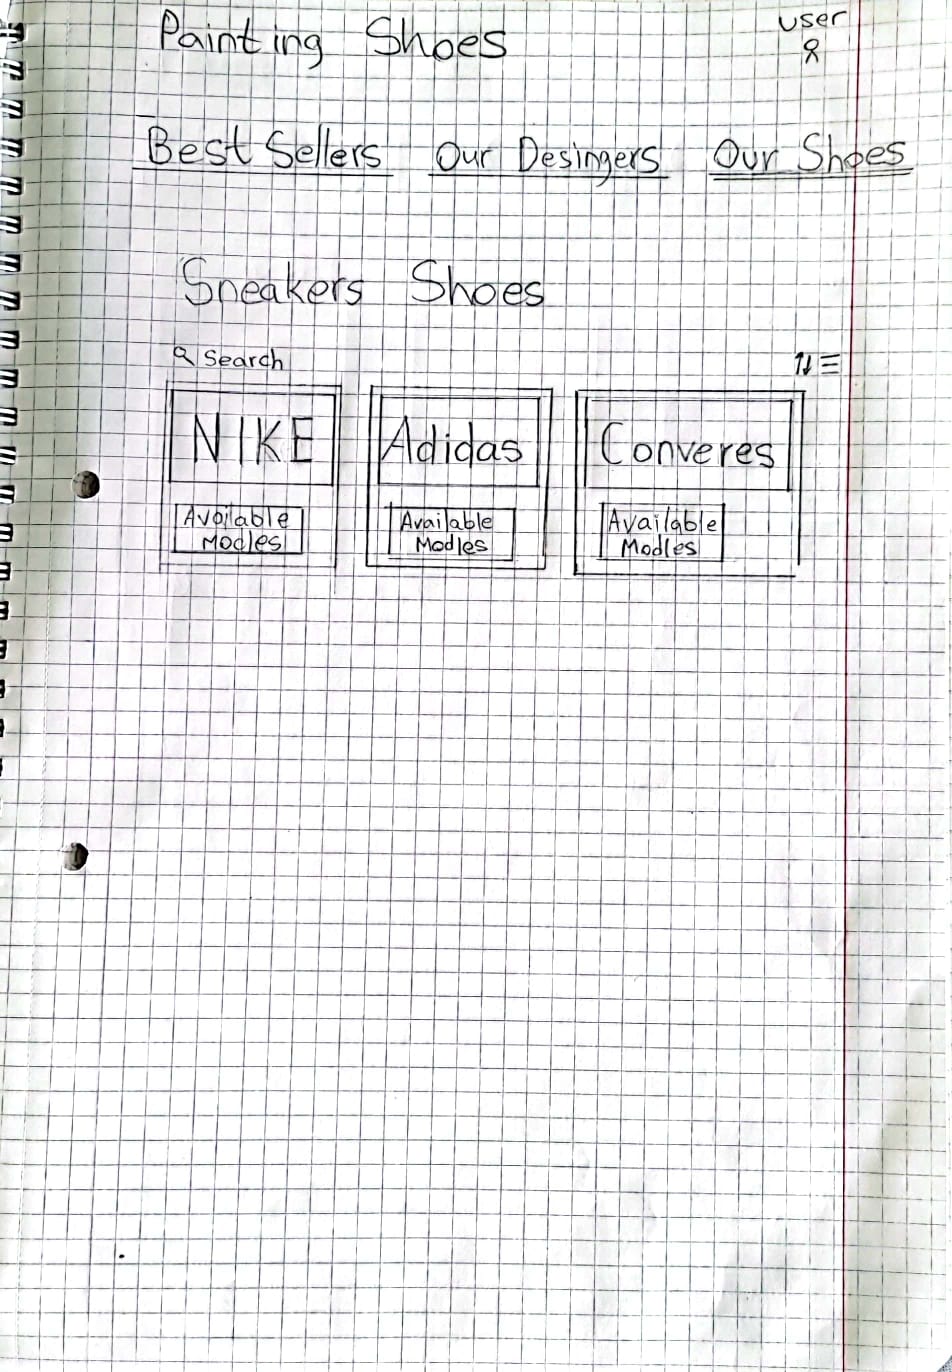 Painting Shoes user
Best Sellers Our Desingers Our Shoes
Sneakers Shoes
Search
NIKE Adidas Converes
Available Available Available
Modles Modles Modles